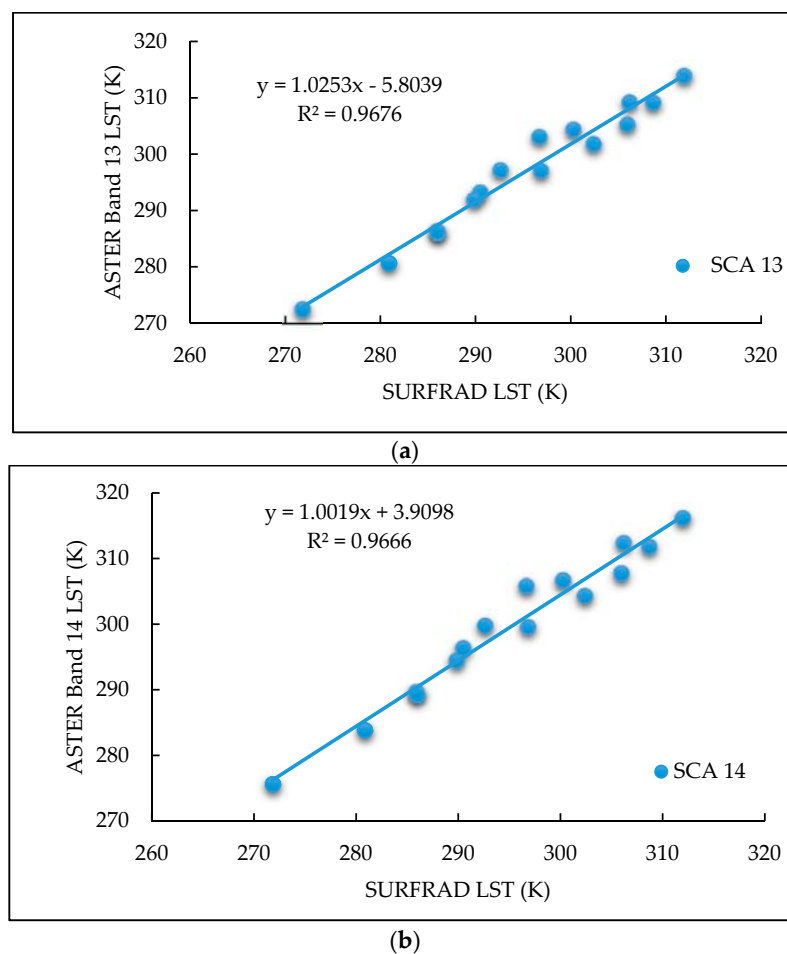 320
310
300
290
280
270
ASTER Band 13 LST (K)
y = 1.0253x - 5.8039
R² = 0.9676
SCA 13
260 270 280 290 300 310 320
SURFRAD LST (K)
(a)
320
310
300
290
280
270
ASTER Band 14 LST (K)
y = 1.0019x + 3.9098
R² = 0.9666
SCA 14
260 270 280 290 300 310 320
SURFRAD LST (K)
(b)